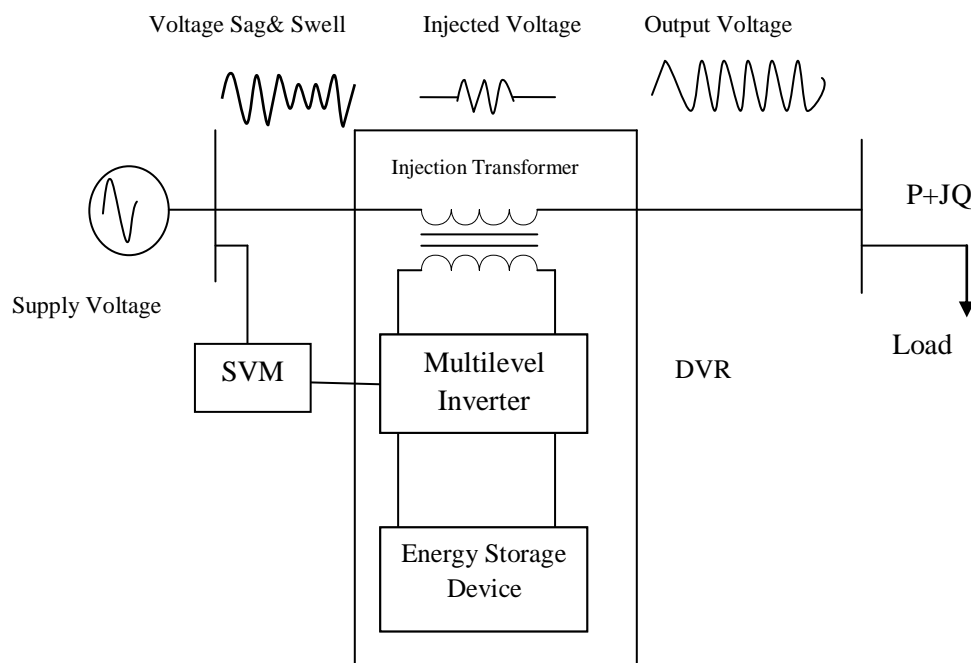 Voltage Sag& Swell
Injected Voltage
Output Voltage
Injection Transformer
P+JQ
Supply Voltage
Load
SVM
Multilevel
Inverter
DVR
Energy Storage
Device